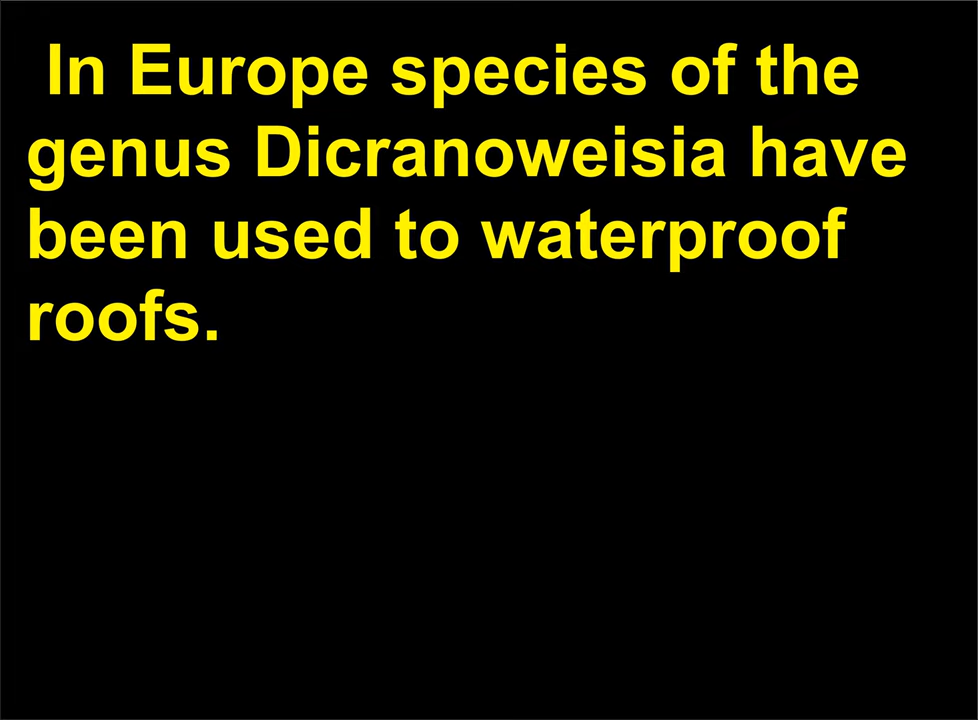 In Europe species of the
genus Dicranoweisia have
been used to waterproof
roofs.